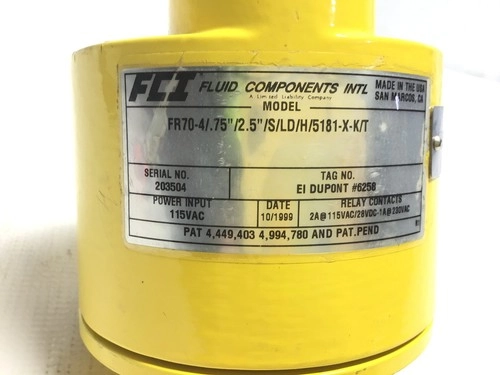 FCI FLUID COMPONENTS INTL MADE IN THE USA
A Limited Liability Company SAN MARCOS, CA
MODEL
FR70-4/.75"/2.5"/S/LD/H/5181-X-K/T
SERIAL NO. TAG NO.
203504 EI DUPONT #6258
POWER INPUT DATE RELAY CONTACTS
115VAC 10/1999 2A@115VAC/28VDC-1A@230VAC
PAT 4,449,403 4,994,780 AND PAT.PEND